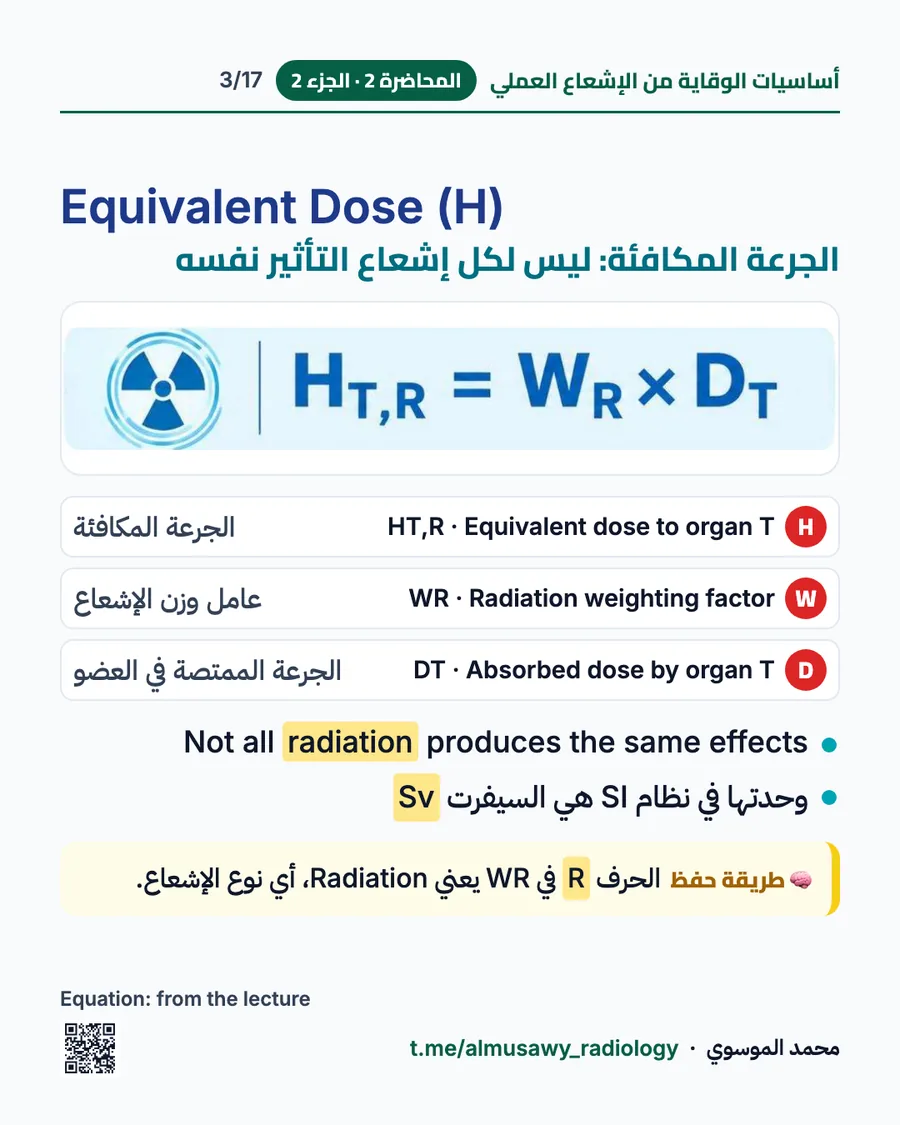 أساسيات الوقاية من الإشعاع العملي المحاضرة 2 · الجزء 2 3/17
Equivalent Dose (H)
الجرعة المكافئة: ليس لكل إشعاع التأثير نفسه
H_T,R = W_R × D_T
H HT,R · Equivalent dose to organ T الجرعة المكافئة
W WR · Radiation weighting factor عامل وزن الإشعاع
D DT · Absorbed dose by organ T الجرعة الممتصة في العضو
Not all radiation produces the same effects
وحدتها في نظام SI هي السيفرت Sv
🧠 طريقة حفظ الحرف R في WR يعني Radiation، أي نوع الإشعاع.
Equation: from the lecture
محمد الموسوي · t.me/almusawy_radiology